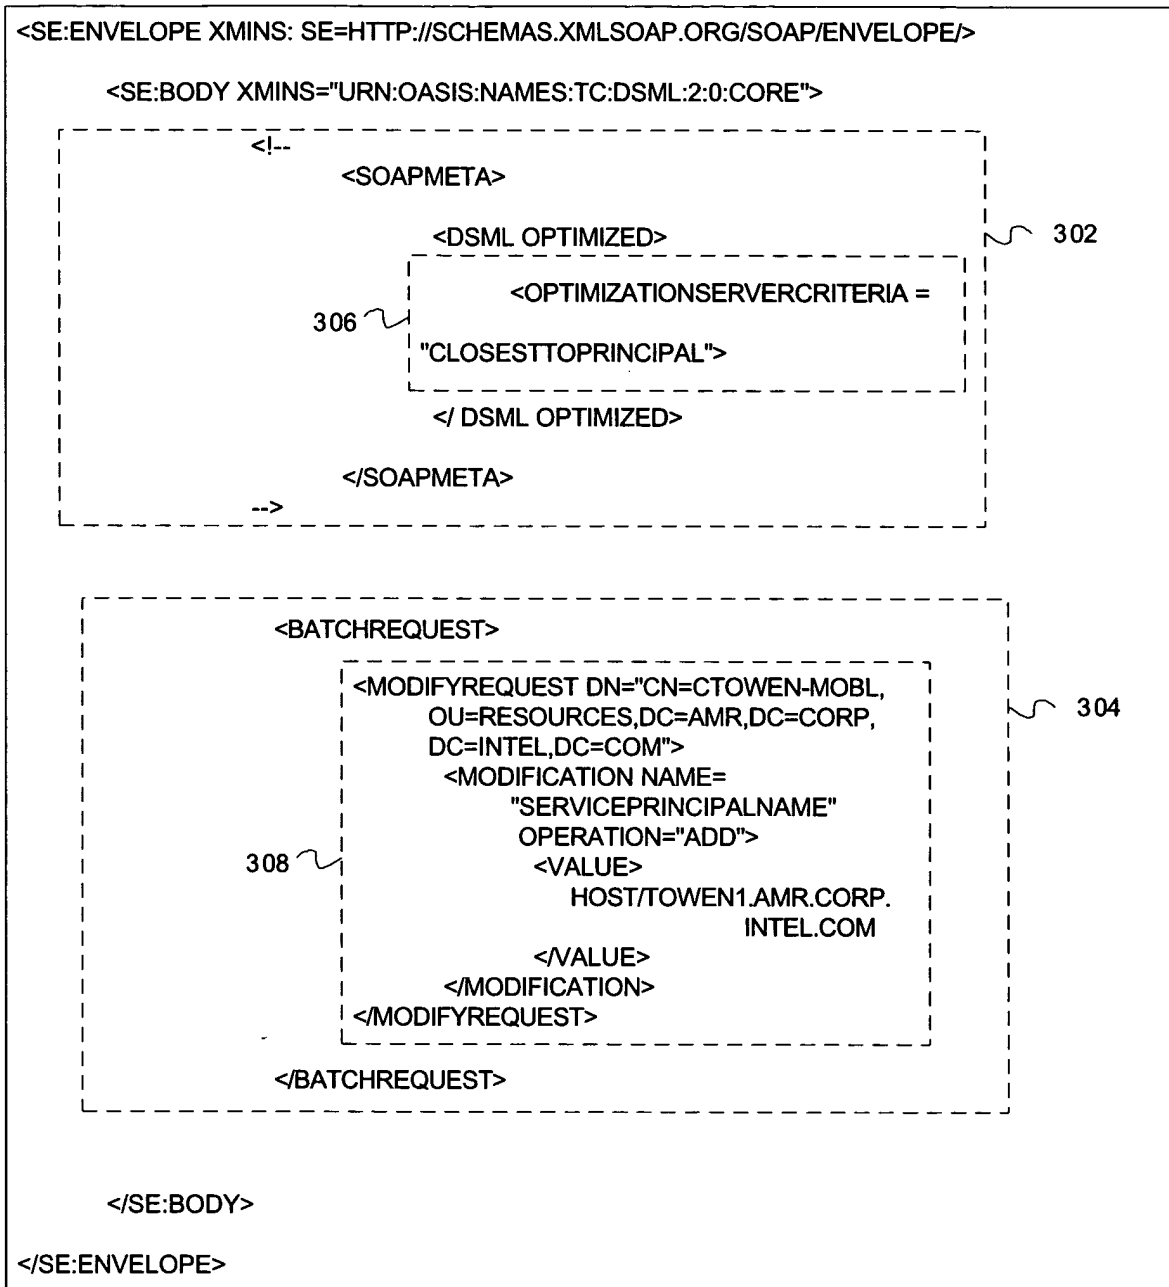 <SE:ENVELOPE XMINS: SE=HTTP://SCHEMAS.XMLSOAP.ORG/SOAP/ENVELOPE/>
<SE:BODY XMINS="URN:OASIS:NAMES:TC:DSML:2:0:CORE">
<!--
<SOAPMETA>
<DSML OPTIMIZED>
302
<OPTIMIZATIONSERVERCRITERIA =
306
"CLOSESTTOPRINCIPAL">
</ DSML OPTIMIZED>
</SOAPMETA>
-->
<BATCHREQUEST>
<MODIFYREQUEST DN="CN=CTOWEN-MOBL,
304
OU=RESOURCES,DC=AMR,DC=CORP,
DC=INTEL,DC=COM">
<MODIFICATION NAME=
"SERVICEPRINCIPALNAME"
OPERATION="ADD">
308
<VALUE>
HOST/TOWEN1.AMR.CORP.
INTEL.COM
</VALUE>
</MODIFICATION>
</MODIFYREQUEST>
</BATCHREQUEST>
</SE:BODY>
</SE:ENVELOPE>